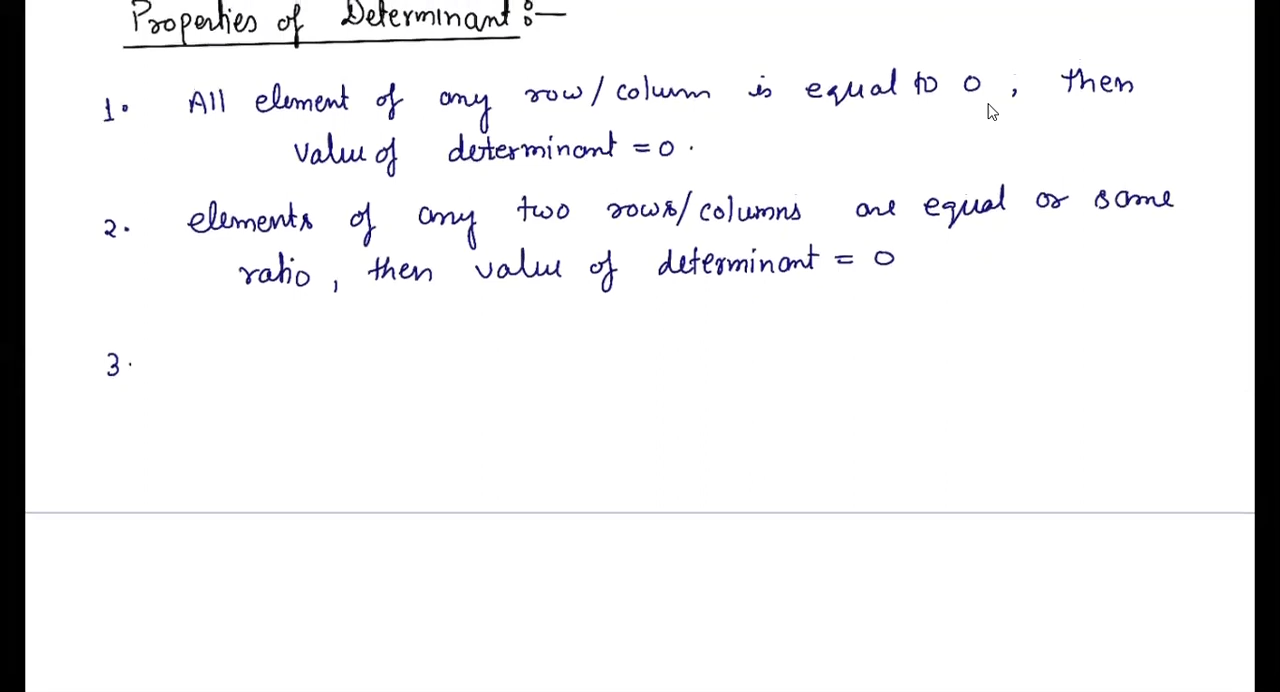 Properties of Determinant :—
1. All element of any row/column is equal to 0, then
value of determinant = 0.
2. elements of any two rows/columns are equal or same
ratio, then value of determinant = 0
3.